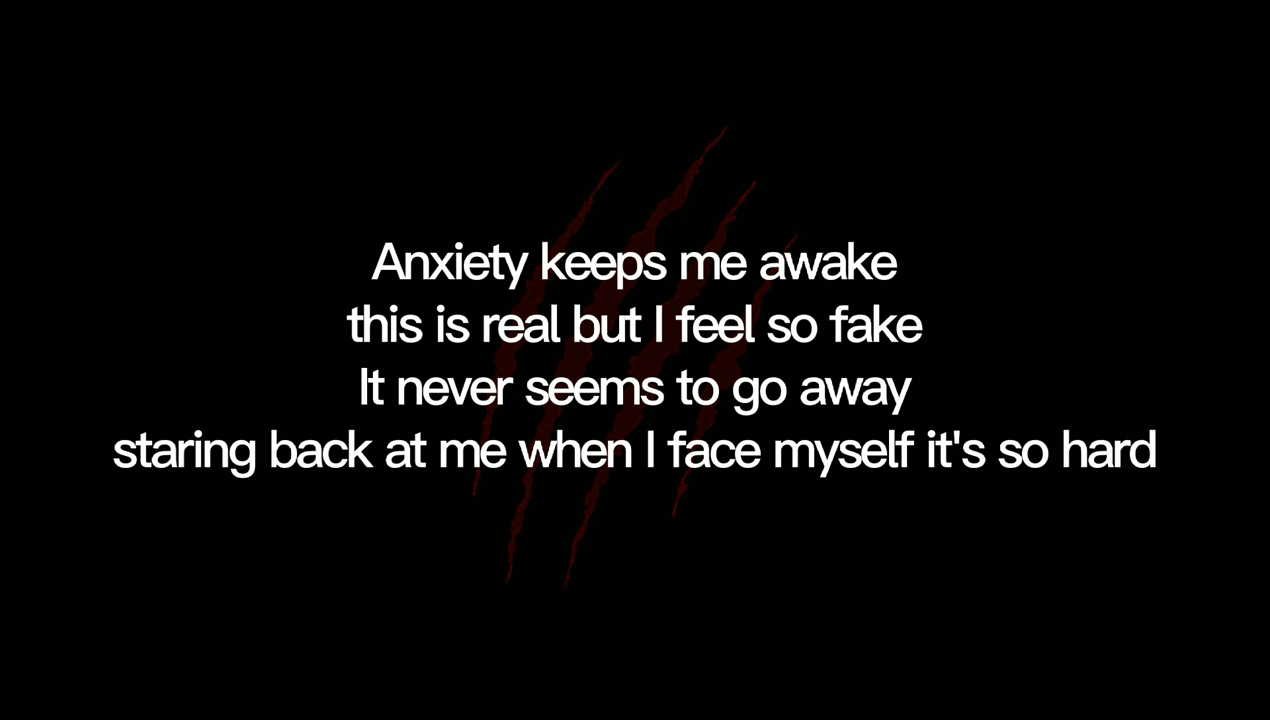 Anxiety keeps me awake
this is real but I feel so fake
It never seems to go away
staring back at me when I face myself it's so hard